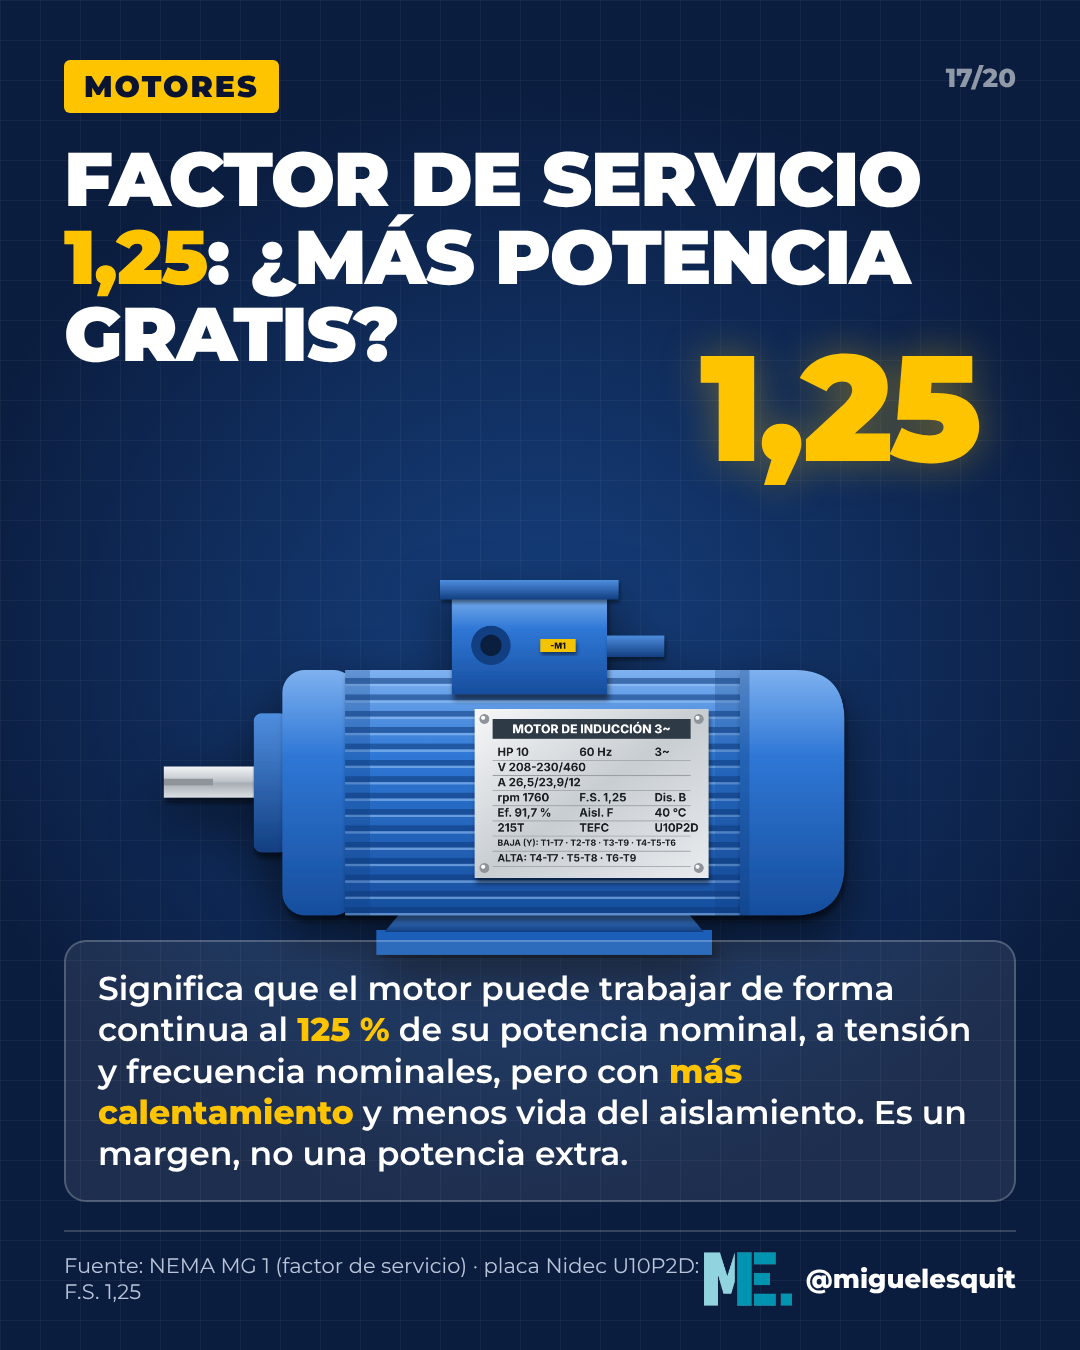 MOTORES
17/20
FACTOR DE SERVICIO
1,25: ¿MÁS POTENCIA
GRATIS?
1,25
-M1
MOTOR DE INDUCCIÓN 3~
HP 10 60 Hz 3~
V 208-230/460
A 26,5/23,9/12
rpm 1760 F.S. 1,25 Dis. B
Ef. 91,7 % Aisl. F 40 °C
215T TEFC U10P2D
BAJA (Y): T1-T7 · T2-T8 · T3-T9 · T4-T5-T6
ALTA: T4-T7 · T5-T8 · T6-T9
Significa que el motor puede trabajar de forma
continua al 125 % de su potencia nominal, a tensión
y frecuencia nominales, pero con más
calentamiento y menos vida del aislamiento. Es un
margen, no una potencia extra.
Fuente: NEMA MG 1 (factor de servicio) · placa Nidec U10P2D:
F.S. 1,25
ME.
@miguelesquit